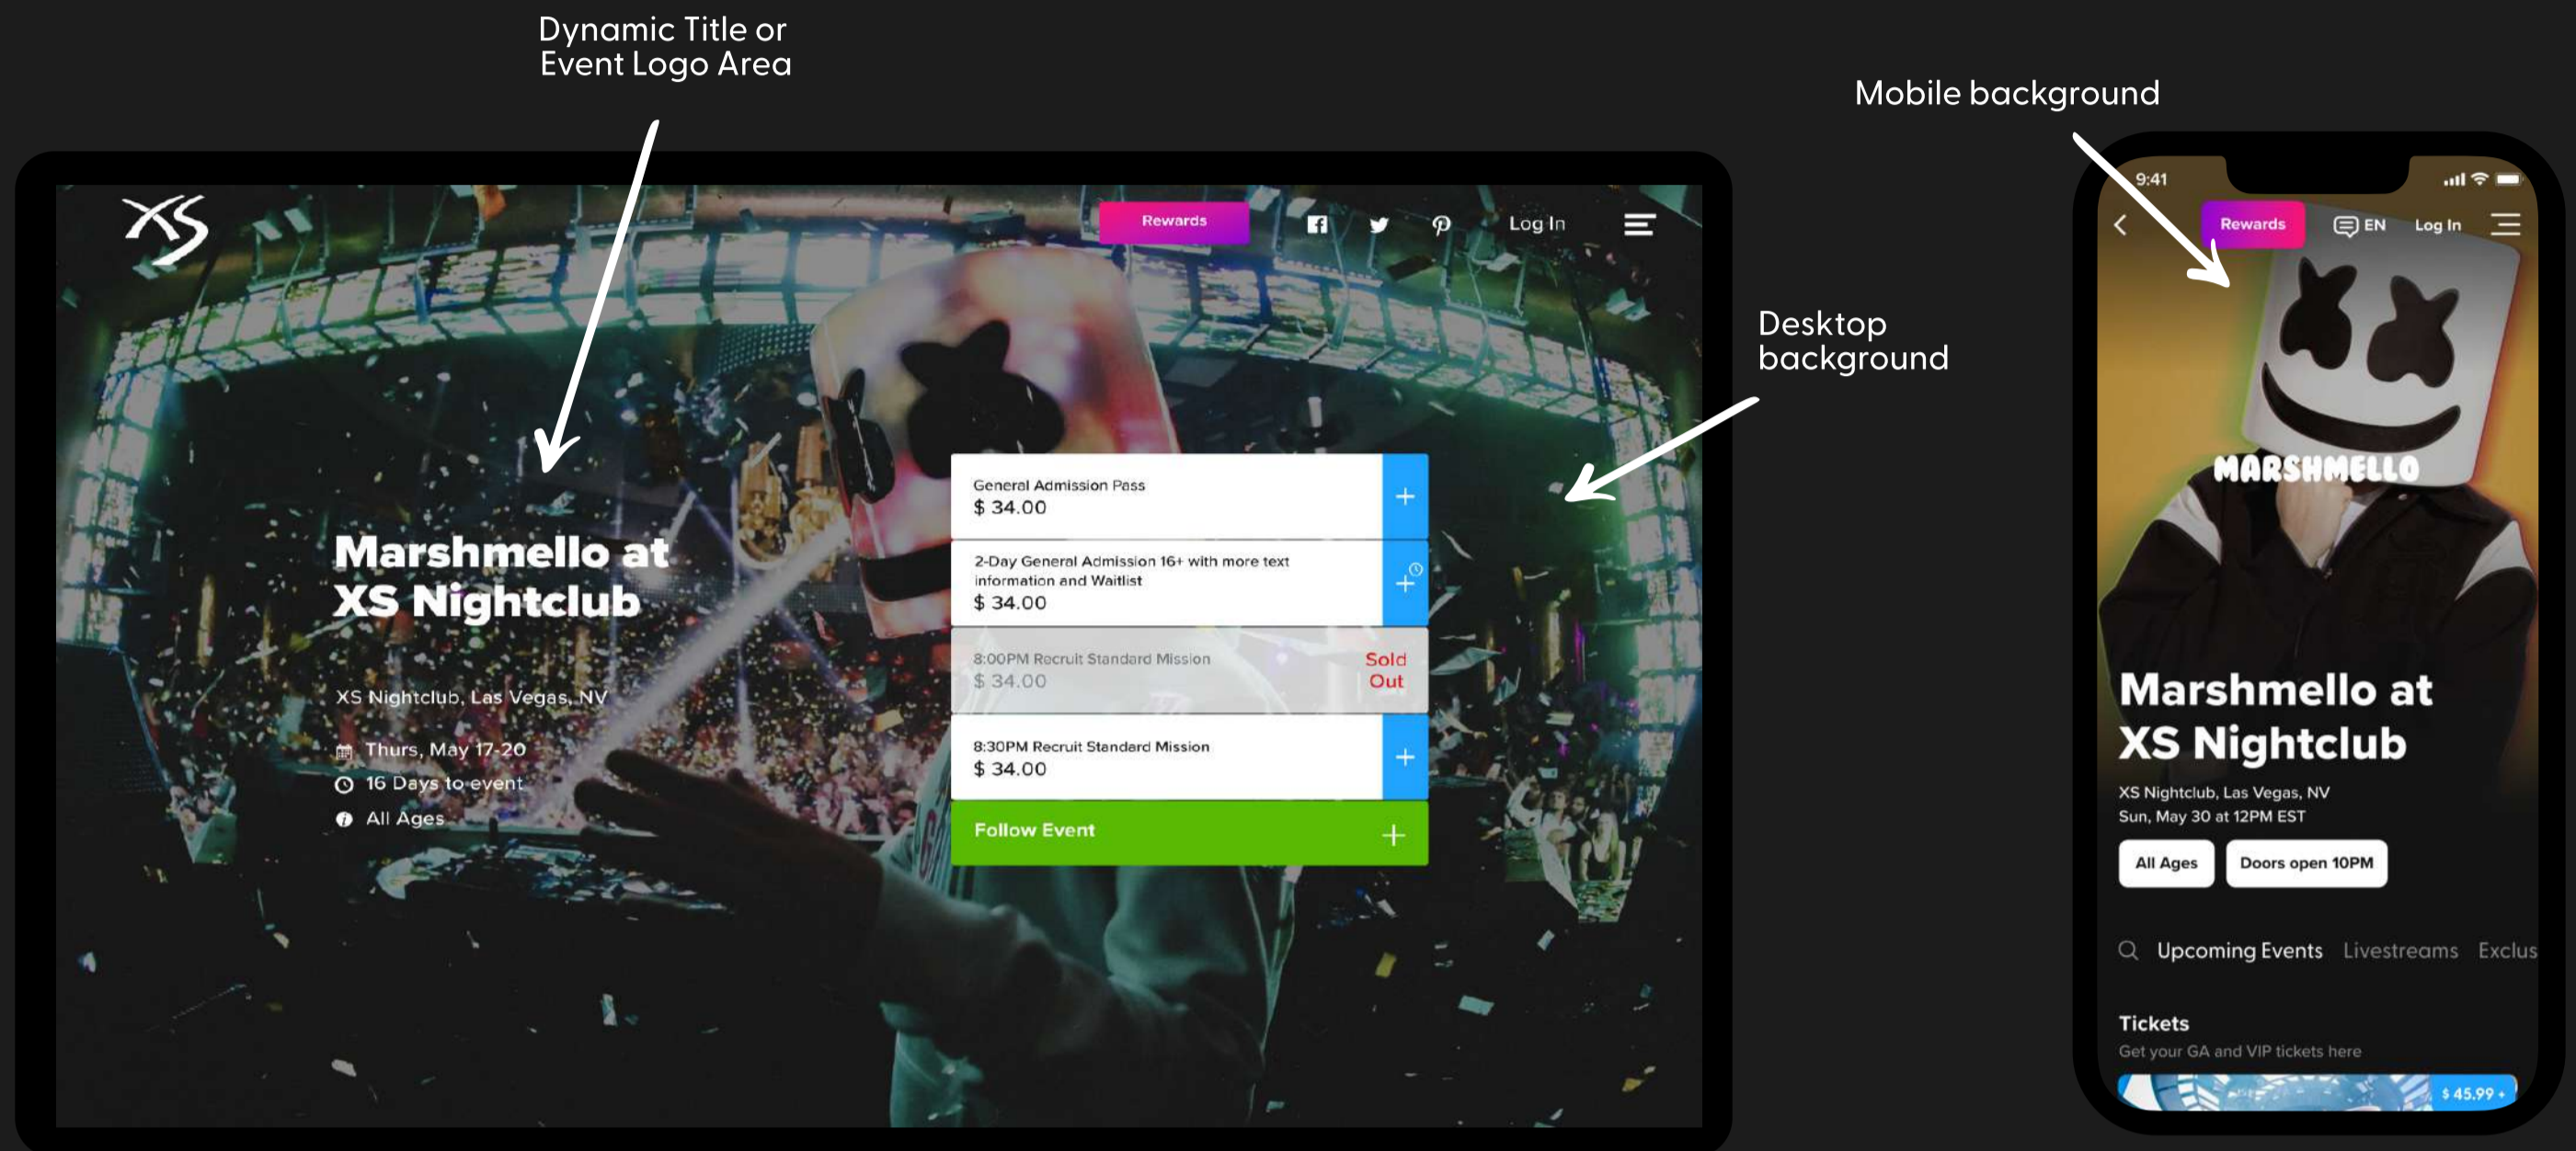 Dynamic Title or
Event Logo Area
Mobile background
Desktop
background
XS
Rewards
Log In
Marshmello at
XS Nightclub
XS Nightclub, Las Vegas, NV
Thurs, May 17-20
16 Days to event
All Ages
General Admission Pass
$ 34.00
2-Day General Admission 16+ with more text
information and Waitlist
$ 34.00
8:00PM Recruit Standard Mission
$ 34.00
Sold
Out
8:30PM Recruit Standard Mission
$ 34.00
Follow Event
9:41
Rewards
EN
Log In
MARSHMELLO
Marshmello at
XS Nightclub
XS Nightclub, Las Vegas, NV
Sun, May 30 at 12PM EST
All Ages
Doors open 10PM
Upcoming Events Livestreams Exclus
Tickets
Get your GA and VIP tickets here
$ 45.99 +